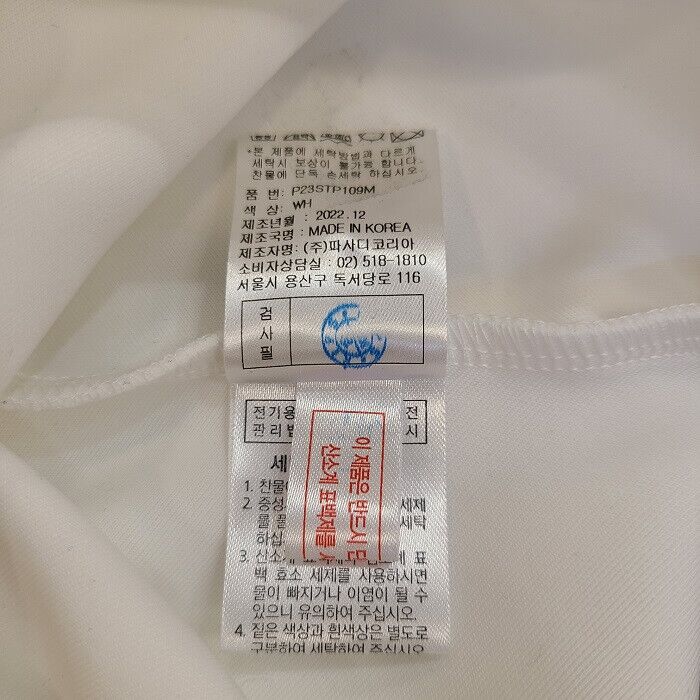 *본 제품에 세탁방법과 다르게
세탁시 보상이 불가능 합니다.
찬물에 단독 손세탁 하십시오.
품 번: P23STP109M
색 상: WH
제조년월 : 2022.12
제조국명 : MADE IN KOREA
제조자명: (주)파사디코리아
소비자상담실 : 02) 518-1810
서울시 용산구 독서당로 116
검사필
전기용 전
관리법 시
세
1. 찬물에
2. 중성 세제
를 풀 세탁
하십
3. 산소 표
백 효소 세제를 사용하시면
물이 빠지거나 이염이 될 수
있으니 유의하여 주십시오.
4. 짙은 색상과 흰색상은 별도로
구분하여 세탁하여 주십시오
이 제품은 반드시 단
산소계 표백제를 사